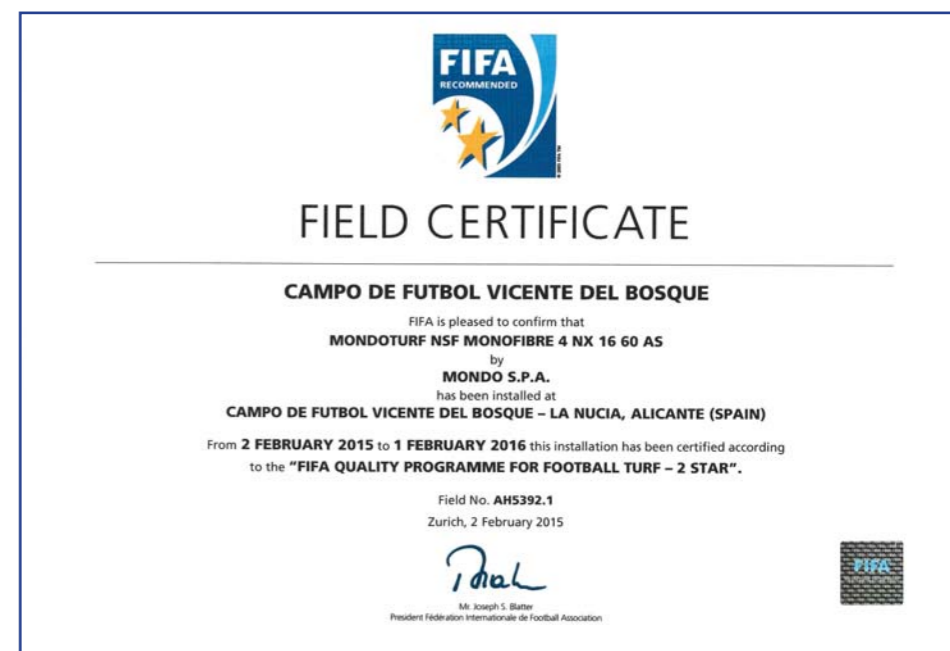 FIFA
RECOMMENDED
FIELD CERTIFICATE
CAMPO DE FUTBOL VICENTE DEL BOSQUE
FIFA is pleased to confirm that
MONDOTURF NSF MONOFIBRE 4 NX 16 60 AS
by
MONDO S.P.A.
has been installed at
CAMPO DE FUTBOL VICENTE DEL BOSQUE – LA NUCIA, ALICANTE (SPAIN)
From 2 FEBRUARY 2015 to 1 FEBRUARY 2016 this installation has been certified according
to the "FIFA QUALITY PROGRAMME FOR FOOTBALL TURF – 2 STAR".
Field No. AH5392.1
Zurich, 2 February 2015
Mr. Joseph S. Blatter
President Fédération Internationale de Football Association
FIFA